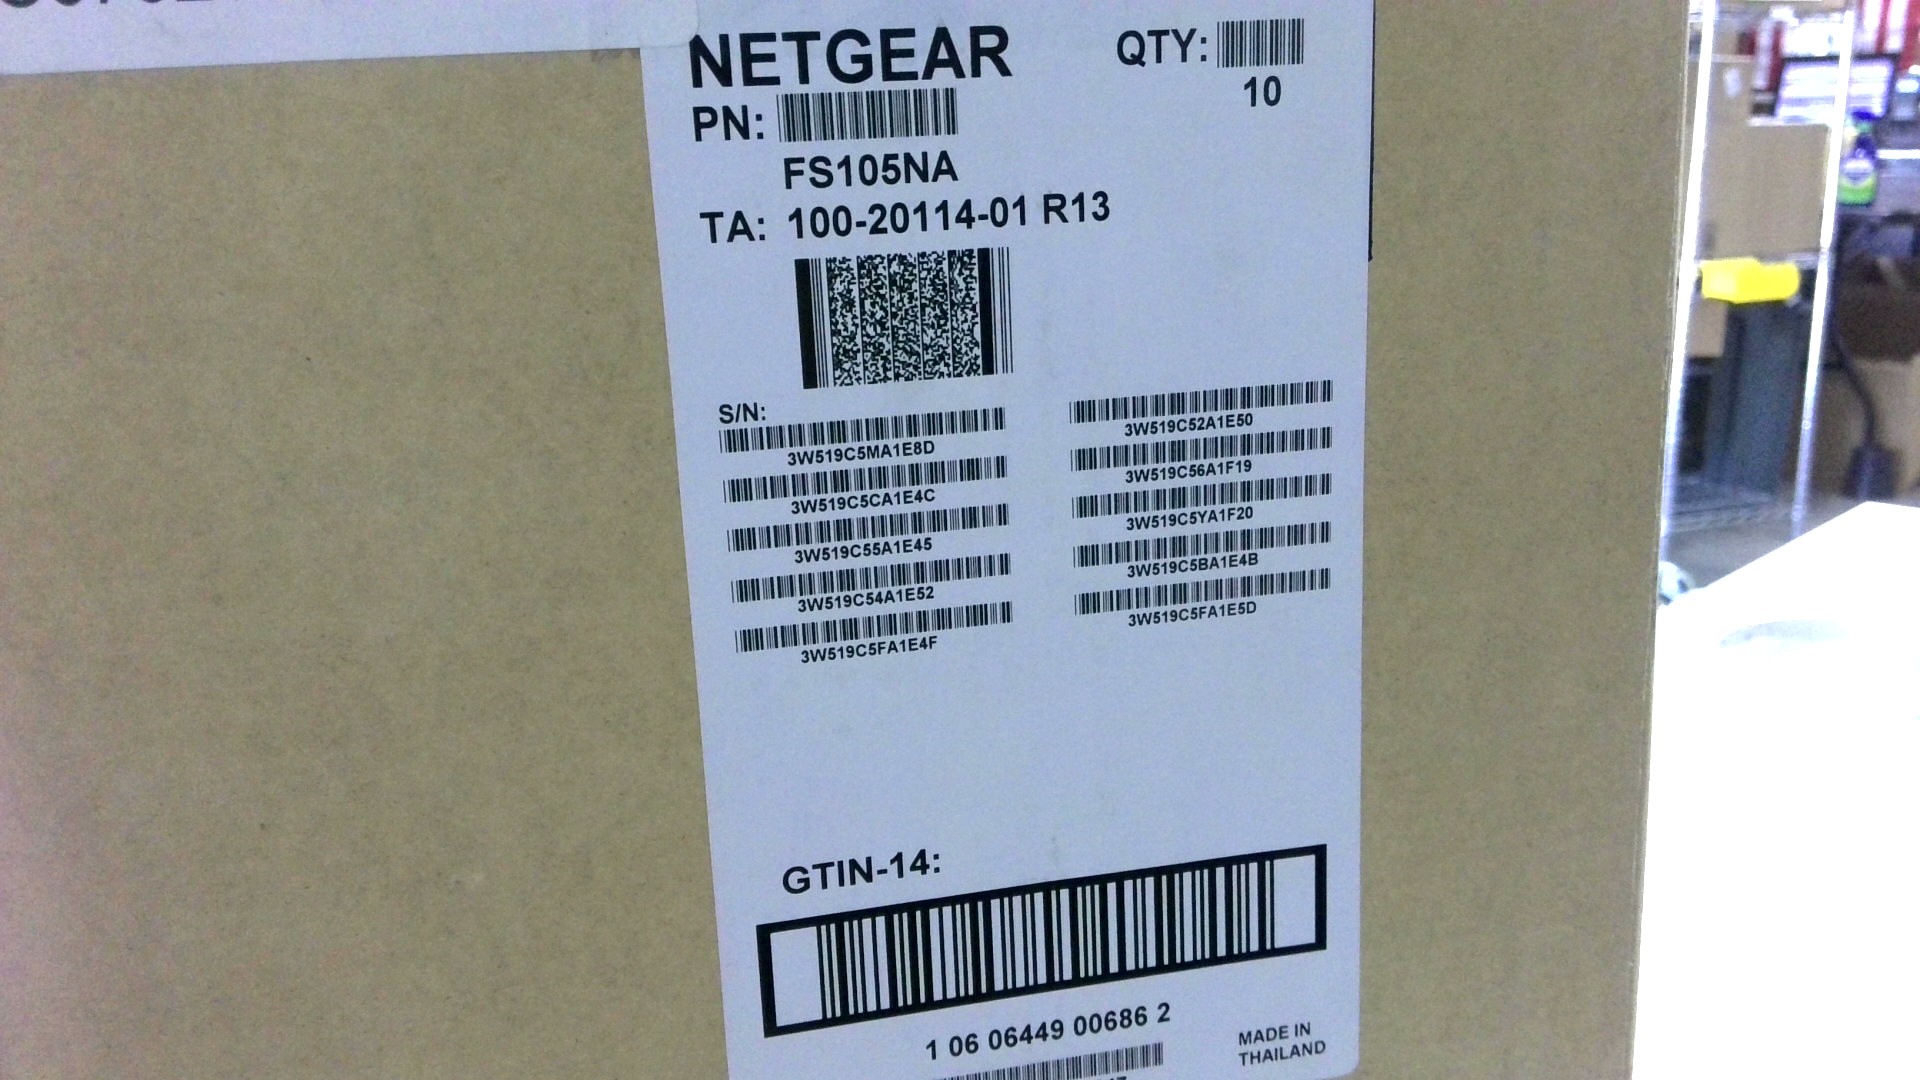 NETGEAR
QTY:
10
PN:
FS105NA
TA: 100-20114-01 R13
S/N:
3W519C5MA1E8D
3W519C5CA1E4C
3W519C55A1E45
3W519C54A1E52
3W519C5FA1E4F
3W519C52A1E50
3W519C56A1F19
3W519C5YA1F20
3W519C5BA1E4B
3W519C5FA1E5D
GTIN-14:
1 06 06449 00686 2
MADE IN
THAILAND